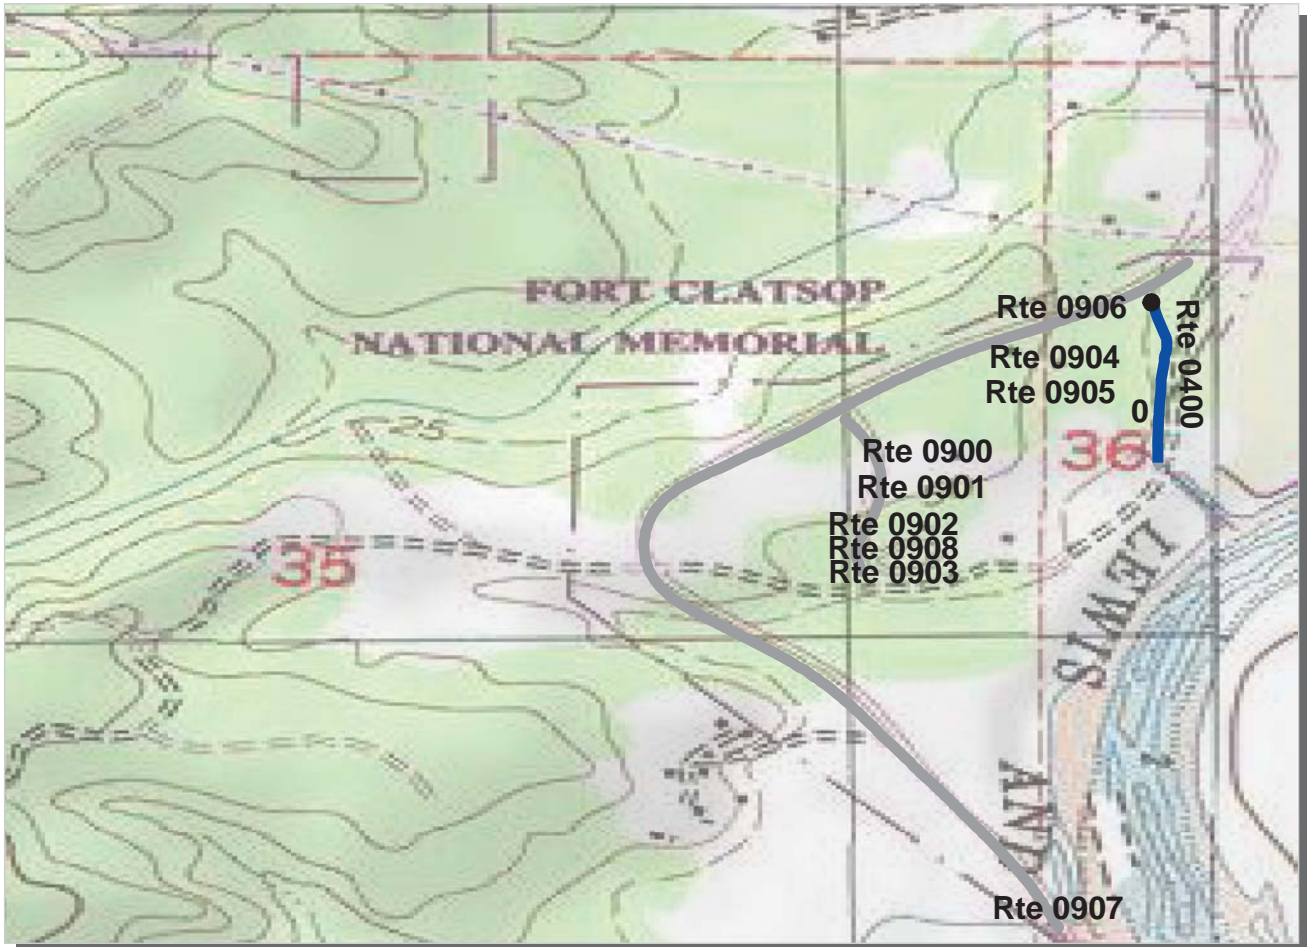 FORT CLATSOP
NATIONAL MEMORIAL
Rte 0906
Rte 0400
Rte 0904
Rte 0905
0
25
36
Rte 0900
Rte 0901
Rte 0902
Rte 0908
Rte 0903
35
LEWIS
AND
Rte 0907